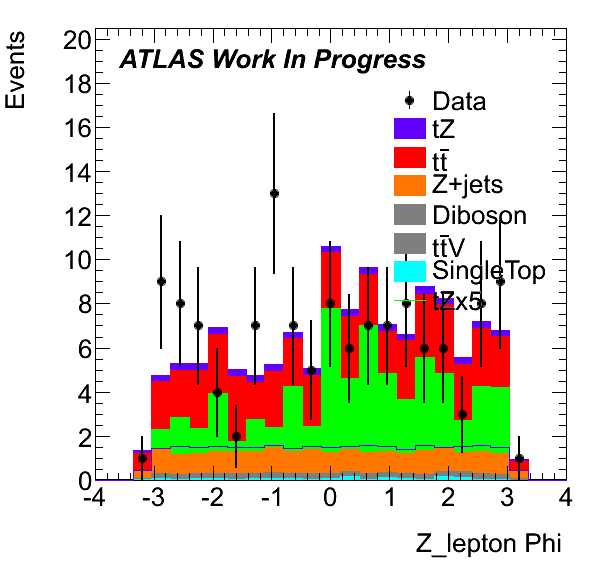 Events
20
18
16
14
12
10
8
6
4
2
0
ATLAS Work In Progress
Data
tZ
tt̄
Z+jets
Diboson
tt̄V
SingleTop
tZx5
-4 -3 -2 -1 0 1 2 3 4
Z_lepton Phi